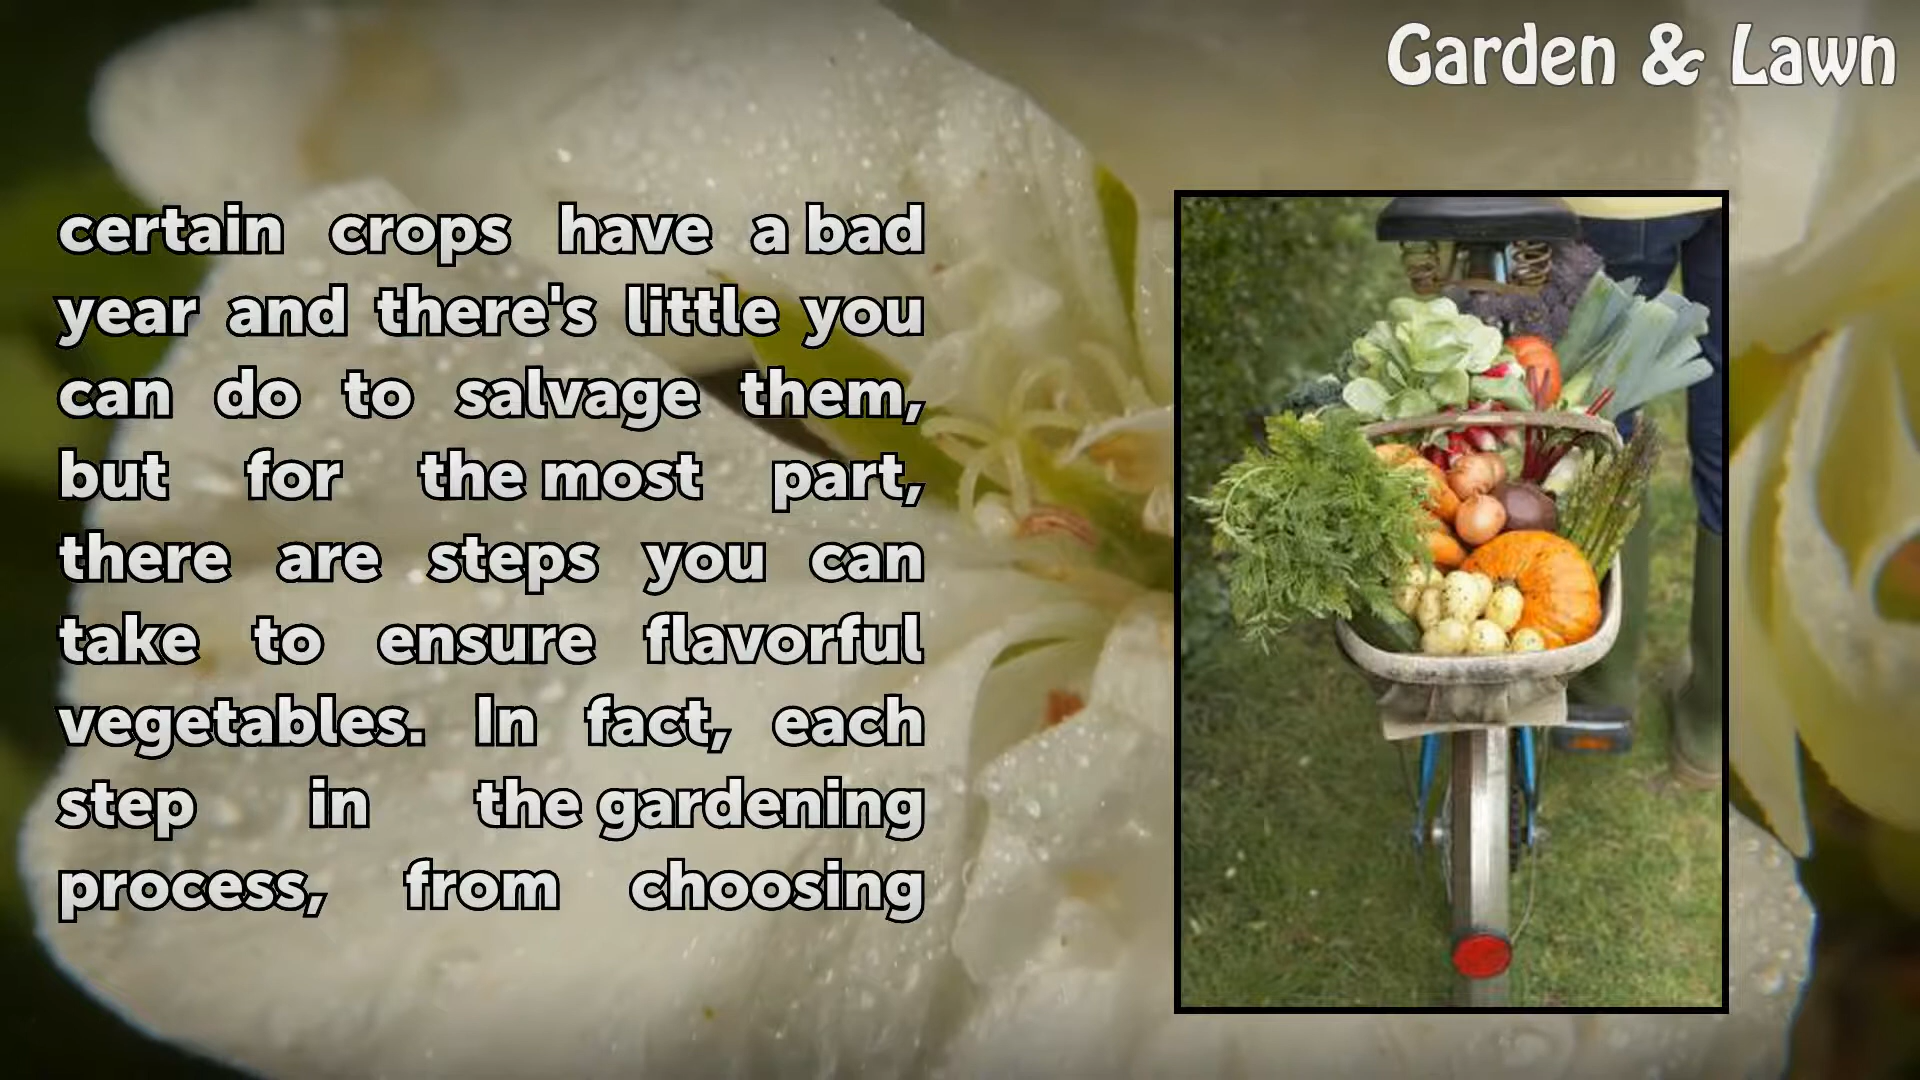 Garden & Lawn
certain crops have a bad
year and there's little you
can do to salvage them,
but for the most part,
there are steps you can
take to ensure flavorful
vegetables. In fact, each
step in the gardening
process, from choosing